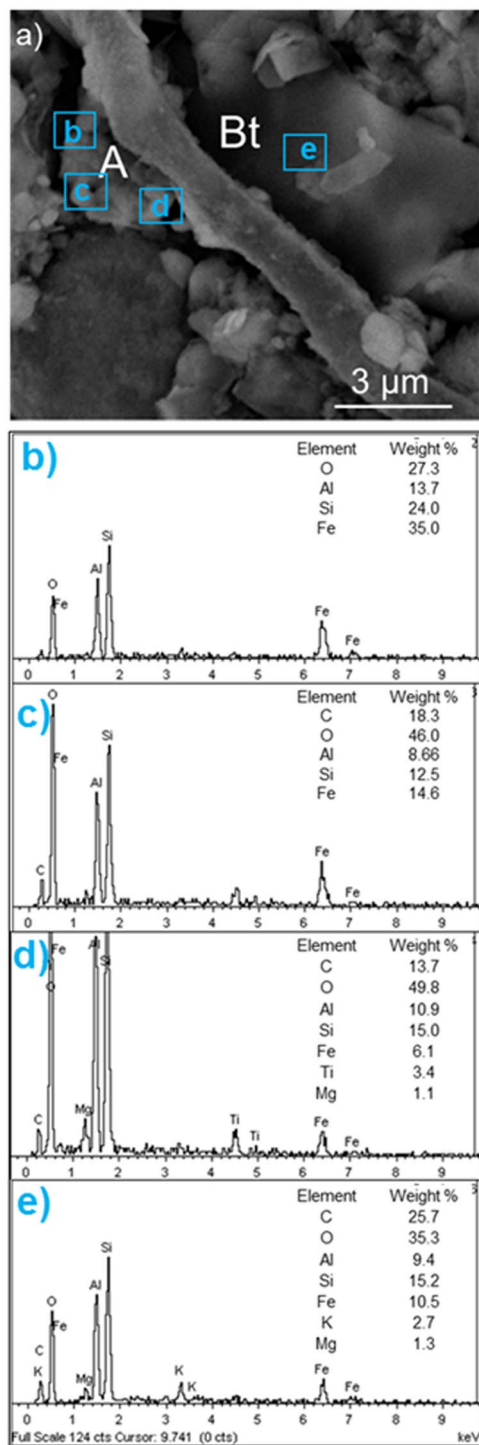 a)
b
A
Bt
e
c
d
3 µm
b)
Element Weight %
O 27.3
Al 13.7
Si 24.0
Fe 35.0
Si
Al
O
Fe
Fe
Fe
0 1 2 3 4 5 6 7 8 9
c)
Element Weight %
C 18.3
O 46.0
Al 8.66
Si 12.5
Fe 14.6
O
Si
Fe
Al
Fe
C
Fe
0 1 2 3 4 5 6 7 8 9
d)
Element Weight %
C 13.7
O 49.8
Al 10.9
Si 15.0
Fe 6.1
Ti 3.4
Mg 1.1
Fe
Al
Si
O
Mg
C
Ti
Ti
Fe
Fe
0 1 2 3 4 5 6 7 8 9
e)
Element Weight %
C 25.7
O 35.3
Al 9.4
Si 15.2
Fe 10.5
K 2.7
Mg 1.3
Si
Al
O
Fe
C
K
Mg
K
K
Fe
Fe
0 1 2 3 4 5 6 7 8 9
Full Scale 124 cts Cursor: 9.741 (0 cts) keV